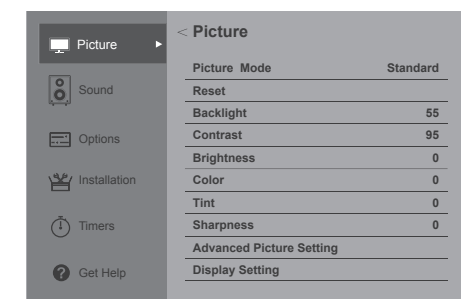 Picture
Sound
Options
Installation
Timers
Get Help
< Picture
Picture Mode Standard
Reset
Backlight 55
Contrast 95
Brightness 0
Color 0
Tint 0
Sharpness 0
Advanced Picture Setting
Display Setting